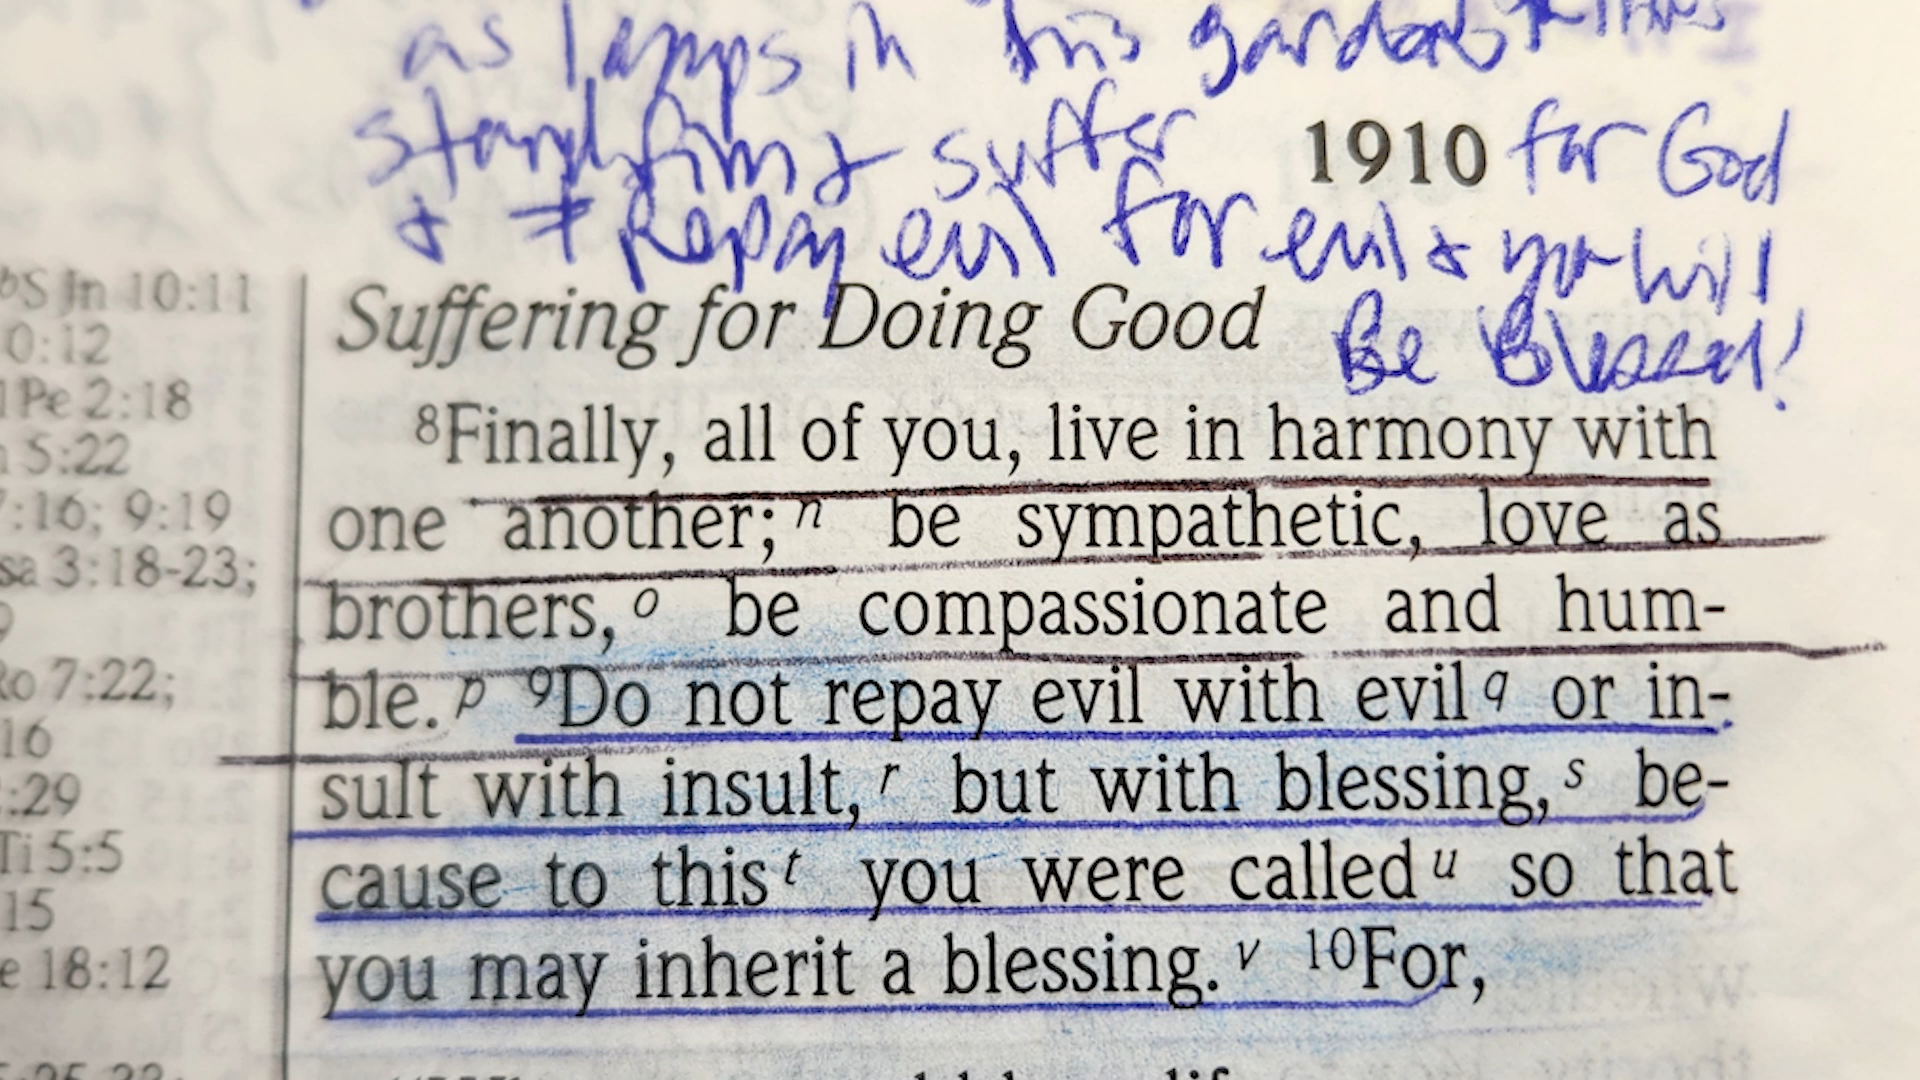 as lamps in his garden
stand firm & suffer 1910 for God
& ≠ Repay evil for evil & you will
Be Blessed!
Suffering for Doing Good
8Finally, all of you, live in harmony with
one another; n be sympathetic, love as
brothers, o be compassionate and hum-
ble. p 9Do not repay evil with evil q or in-
sult with insult, r but with blessing, s be-
cause to this t you were called u so that
you may inherit a blessing. v 10For,
S Jn 10:11
0:12
1Pe 2:18
5:22
:16; 9:19
sa 3:18-23;
9
Ro 7:22;
16
:29
Ti 5:5
15
e 18:12